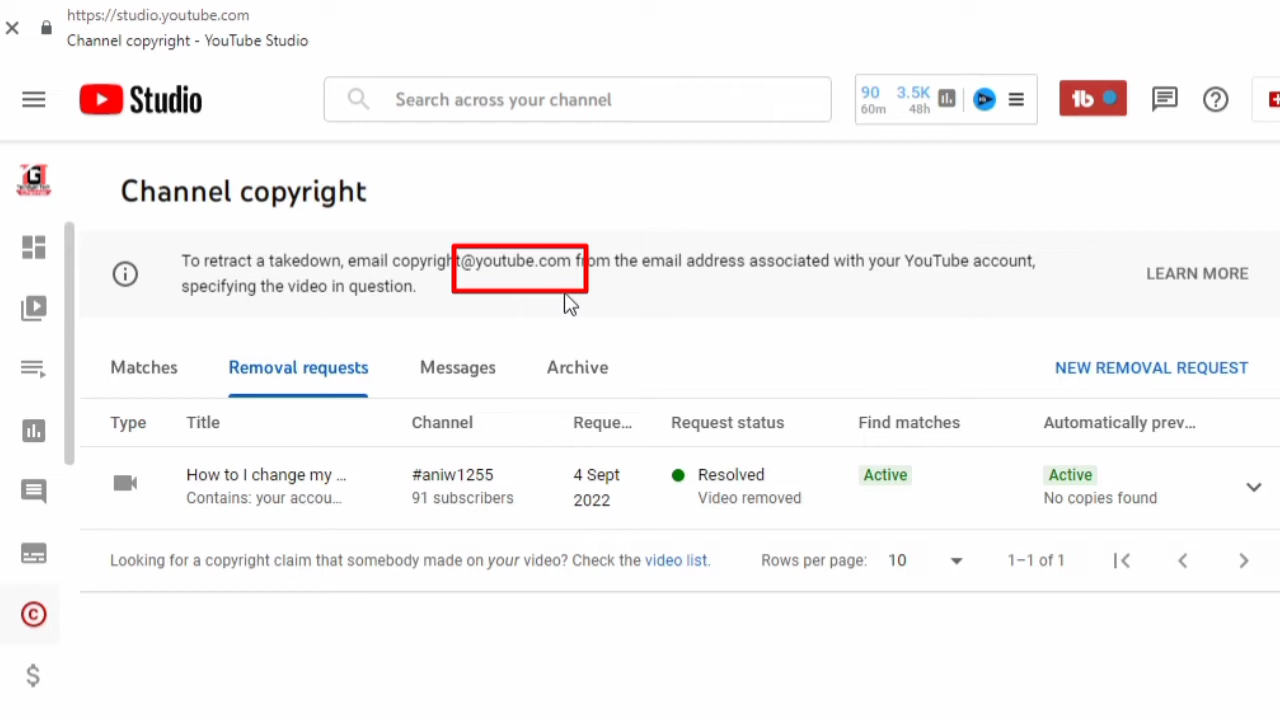 https://studio.youtube.com
Channel copyright - YouTube Studio
Studio
Search across your channel
90 3.5K
60m 48h
Channel copyright
To retract a takedown, email copyright@youtube.com from the email address associated with your YouTube account,
specifying the video in question.
LEARN MORE
Matches Removal requests Messages Archive NEW REMOVAL REQUEST
Type Title Channel Reque... Request status Find matches Automatically prev...
How to I change my ... #aniw1255 4 Sept Resolved Active Active
Contains: your accou... 91 subscribers 2022 Video removed No copies found
Looking for a copyright claim that somebody made on your video? Check the video list. Rows per page: 10 1–1 of 1